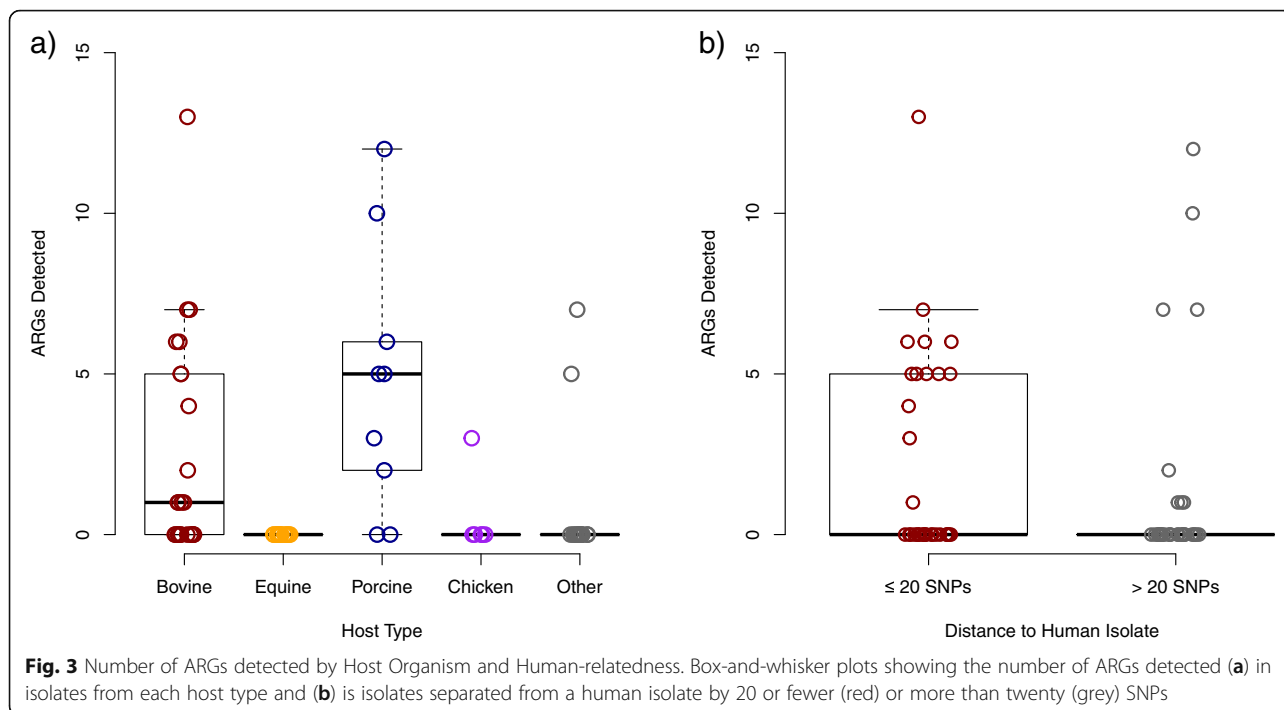 a)
15
10
5
0
ARGs Detected
Bovine Equine Porcine Chicken Other
Host Type
b)
15
10
5
0
ARGs Detected
≤ 20 SNPs > 20 SNPs
Distance to Human Isolate
Fig. 3 Number of ARGs detected by Host Organism and Human-relatedness. Box-and-whisker plots showing the number of ARGs detected (a) in
isolates from each host type and (b) is isolates separated from a human isolate by 20 or fewer (red) or more than twenty (grey) SNPs